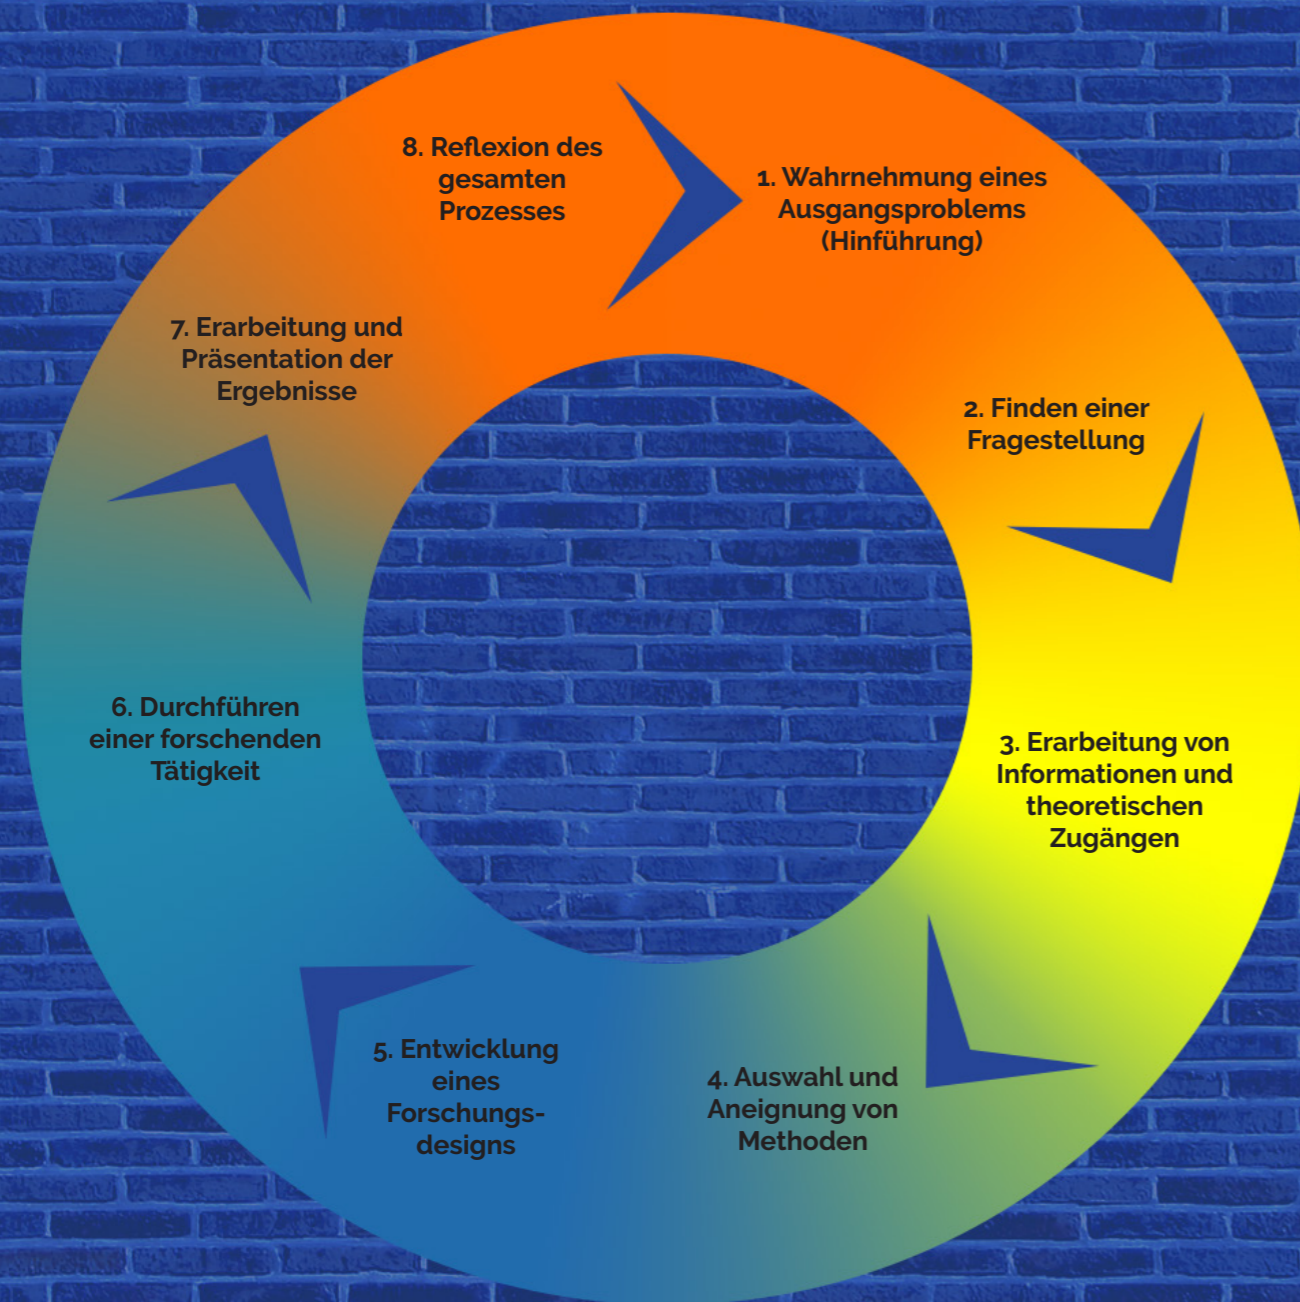 1. Wahrnehmung eines
Ausgangsproblems
(Hinführung)
2. Finden einer
Fragestellung
3. Erarbeitung von
Informationen und
theoretischen
Zugängen
4. Auswahl und
Aneignung von
Methoden
5. Entwicklung
eines
Forschungs-
designs
6. Durchführen
einer forschenden
Tätigkeit
7. Erarbeitung und
Präsentation der
Ergebnisse
8. Reflexion des
gesamten
Prozesses